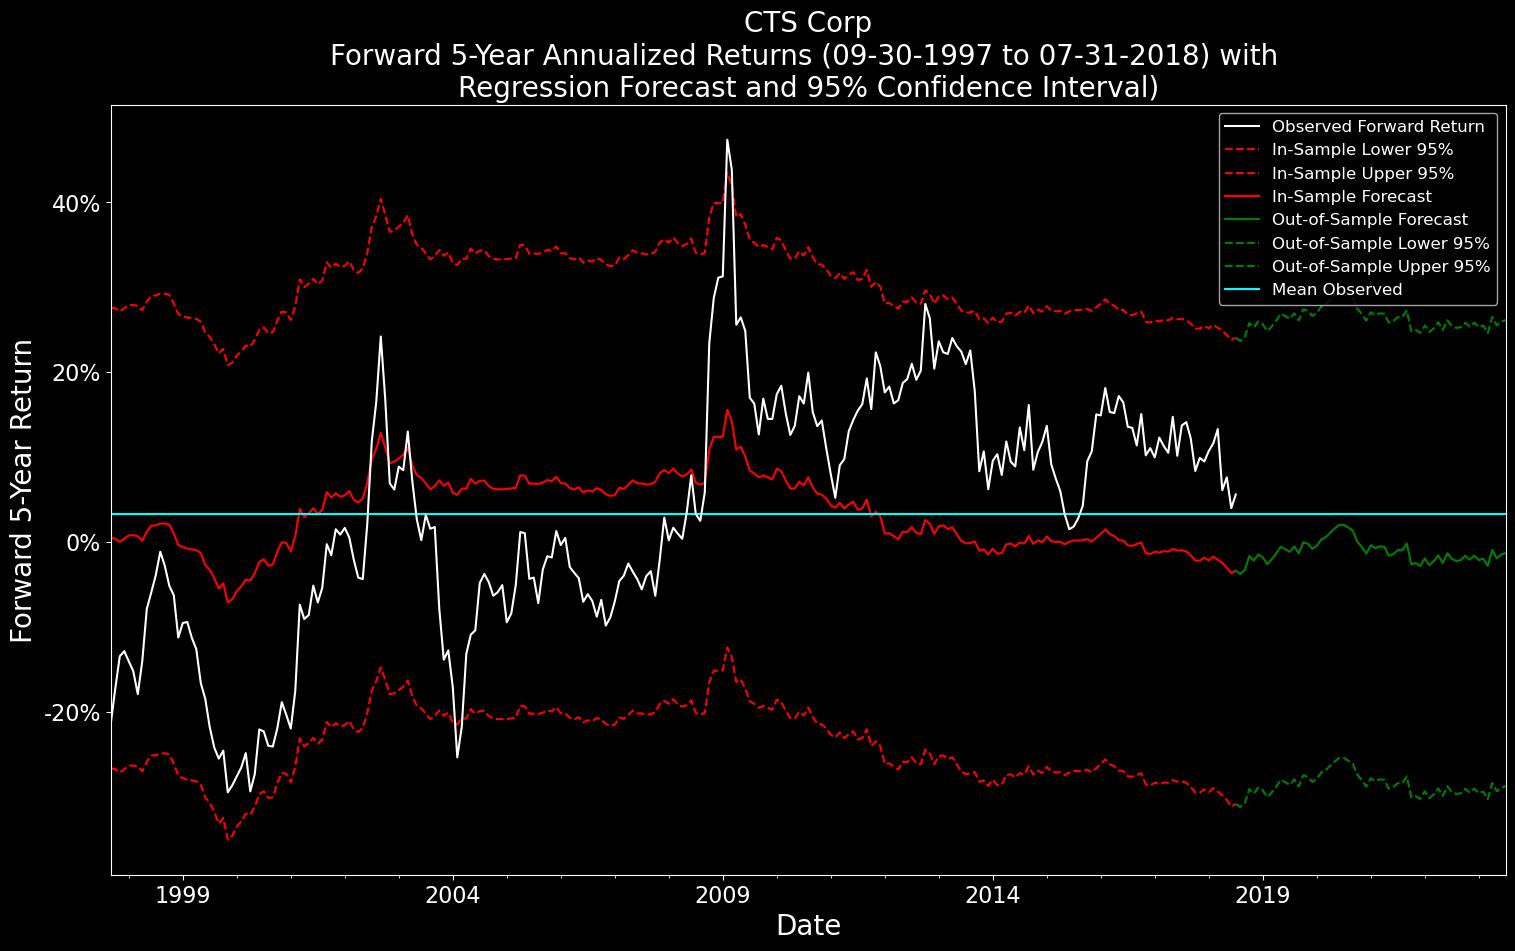 CTS Corp
Forward 5-Year Annualized Returns (09-30-1997 to 07-31-2018) with
Regression Forecast and 95% Confidence Interval)
Observed Forward Return
In-Sample Lower 95%
In-Sample Upper 95%
In-Sample Forecast
Out-of-Sample Forecast
Out-of-Sample Lower 95%
Out-of-Sample Upper 95%
Mean Observed
Forward 5-Year Return
40%
20%
0%
-20%
1999
2004
2009
2014
2019
Date